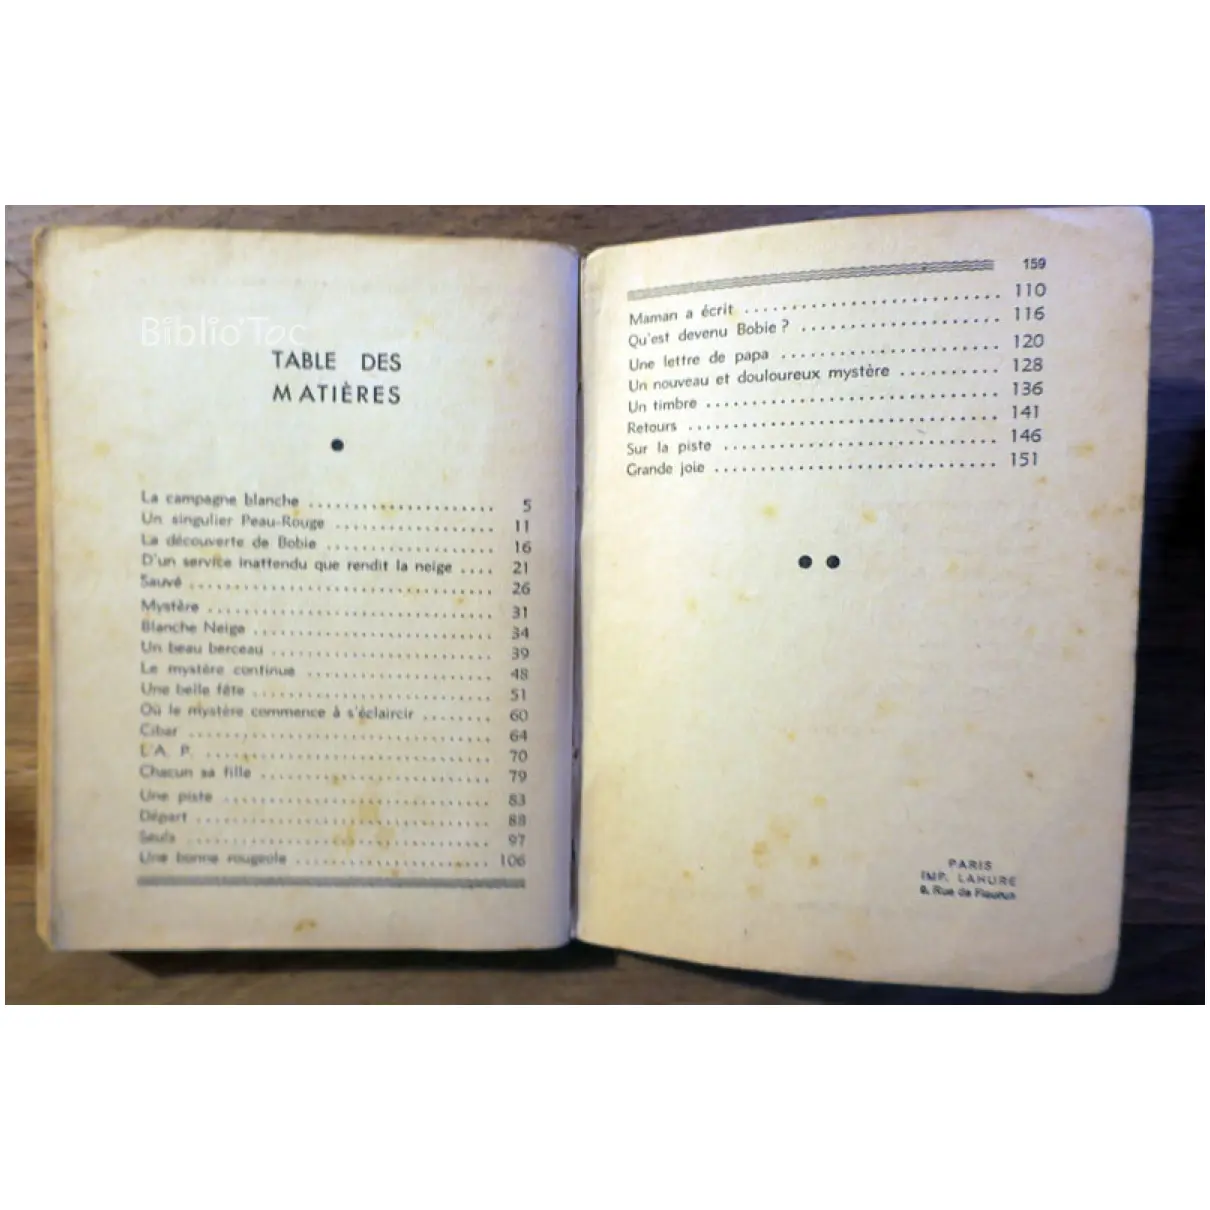 Biblio'Toc
TABLE DES
MATIÈRES
La campagne blanche ..................... 5
Un singulier Peau-Rouge .................. 11
La découverte de Bobie ................... 16
D'un service inattendu que rendit la neige .... 21
Sauvé .................................. 26
Mystère ................................ 31
Blanche Neige ........................... 34
Un beau berceau ......................... 39
Le mystère continue ..................... 48
Une belle fête .......................... 51
Où le mystère commence à s'éclaircir ........ 60
Cibar .................................. 64
L'A. P. ................................. 70
Chacun sa fille ......................... 79
Une piste .............................. 83
Départ ................................. 88
Seuls .................................. 97
Une bonne rougeole ...................... 106
159
Maman a écrit ............................ 110
Qu'est devenu Bobie ? ..................... 116
Une lettre de papa ........................ 120
Un nouveau et douloureux mystère .......... 128
Un timbre ................................ 136
Retours .................................. 141
Sur la piste .............................. 146
Grande joie .............................. 151
PARIS
IMP. LAHURE
9, Rue de Fleurus